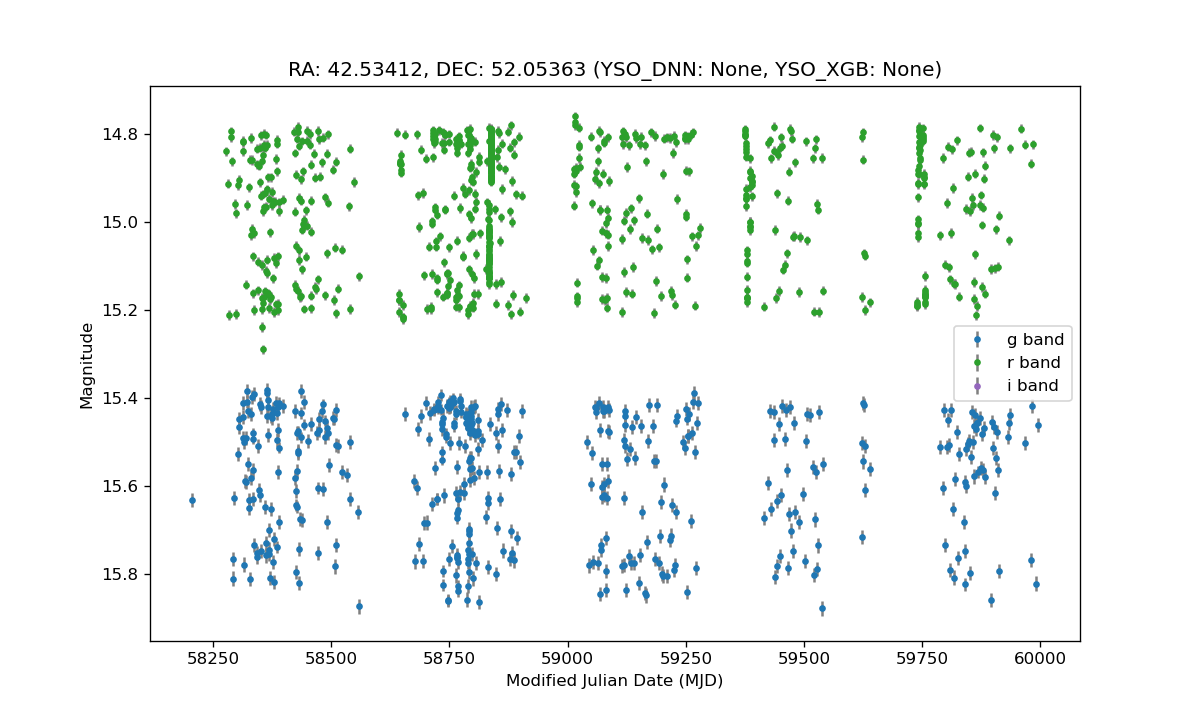 RA: 42.53412, DEC: 52.05363 (YSO_DNN: None, YSO_XGB: None)
14.8
15.0
15.2
15.4
15.6
15.8
Magnitude
g band
r band
i band
58250 58500 58750 59000 59250 59500 59750 60000
Modified Julian Date (MJD)